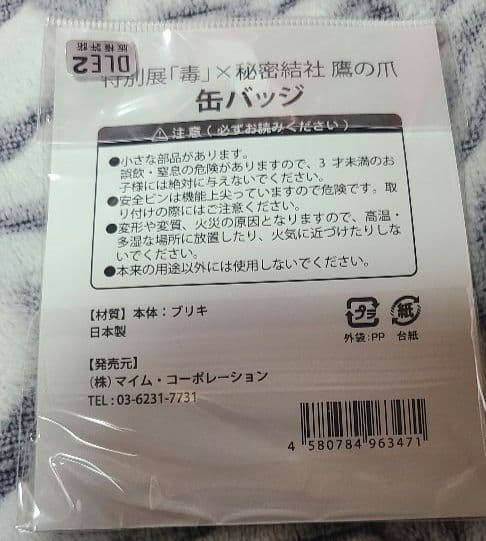 DLE2
版権許諾
特別展「毒」×秘密結社 鷹の爪
缶バッジ
⚠注意(必ずお読みください)
●小さな部品があります。
誤飲・窒息の危険がありますので、3 才未満のお
子様には絶対に与えないでください。
●安全ピンは機能上尖っていますので危険です。取
り付けの際にはご注意ください。
●変形や変質、火災の原因となりますので、高温・
多湿な場所に放置したり、火気に近づけたりしな
いでください。
●本来の用途以外には使用しないでください。
【材質】本体:ブリキ
日本製
プラ
外袋:PP
紙
台紙
【発売元】
(株)マイム・コーポレーション
TEL:03-6231-7731
4 580784 963471